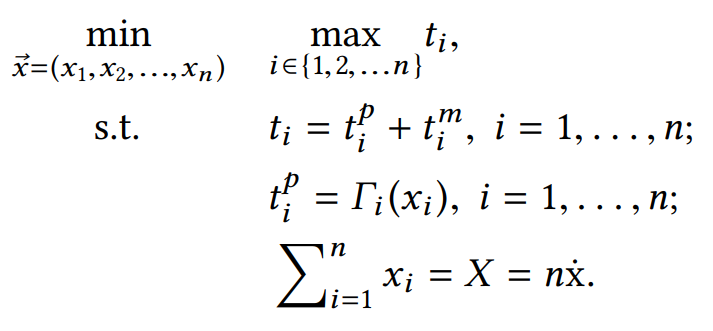 min max t_i,
x⃗=(x_1,x_2,...,x_n) i∈{1,2,...n}
s.t. t_i = t_i^p + t_i^m, i = 1, . . . , n;
t_i^p = Γ_i(x_i), i = 1, . . . , n;
∑_{i=1}^n x_i = X = nẋ.